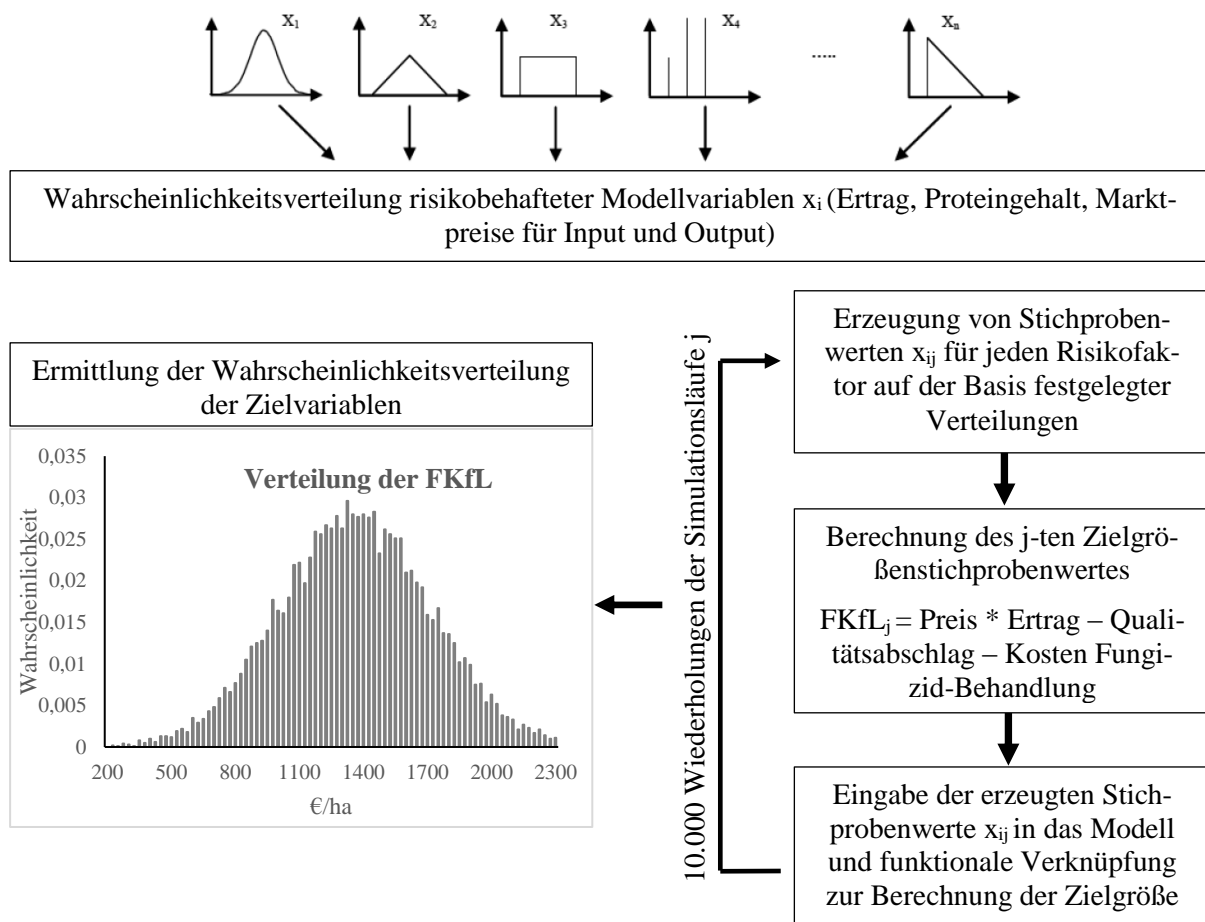 x₁
x₂
x₃
x₄
.....
xₙ
Wahrscheinlichkeitsverteilung risikobehafteter Modellvariablen xᵢ (Ertrag, Proteingehalt, Markt-
preise für Input und Output)
Ermittlung der Wahrscheinlichkeitsverteilung
der Zielvariablen
Verteilung der FKfL
Wahrscheinlichkeit
0,035
0,03
0,025
0,02
0,015
0,01
0,005
0
200 500 800 1100 1400 1700 2000 2300
€/ha
10.000 Wiederholungen der Simulationsläufe j
Erzeugung von Stichproben-
werten xᵢⱼ für jeden Risikofak-
tor auf der Basis festgelegter
Verteilungen
Berechnung des j-ten Zielgrö-
ßenstichprobenwertes
FKfLⱼ = Preis * Ertrag – Quali-
tätsabschlag – Kosten Fungi-
zid-Behandlung
Eingabe der erzeugten Stich-
probenwerte xᵢⱼ in das Modell
und funktionale Verknüpfung
zur Berechnung der Zielgröße